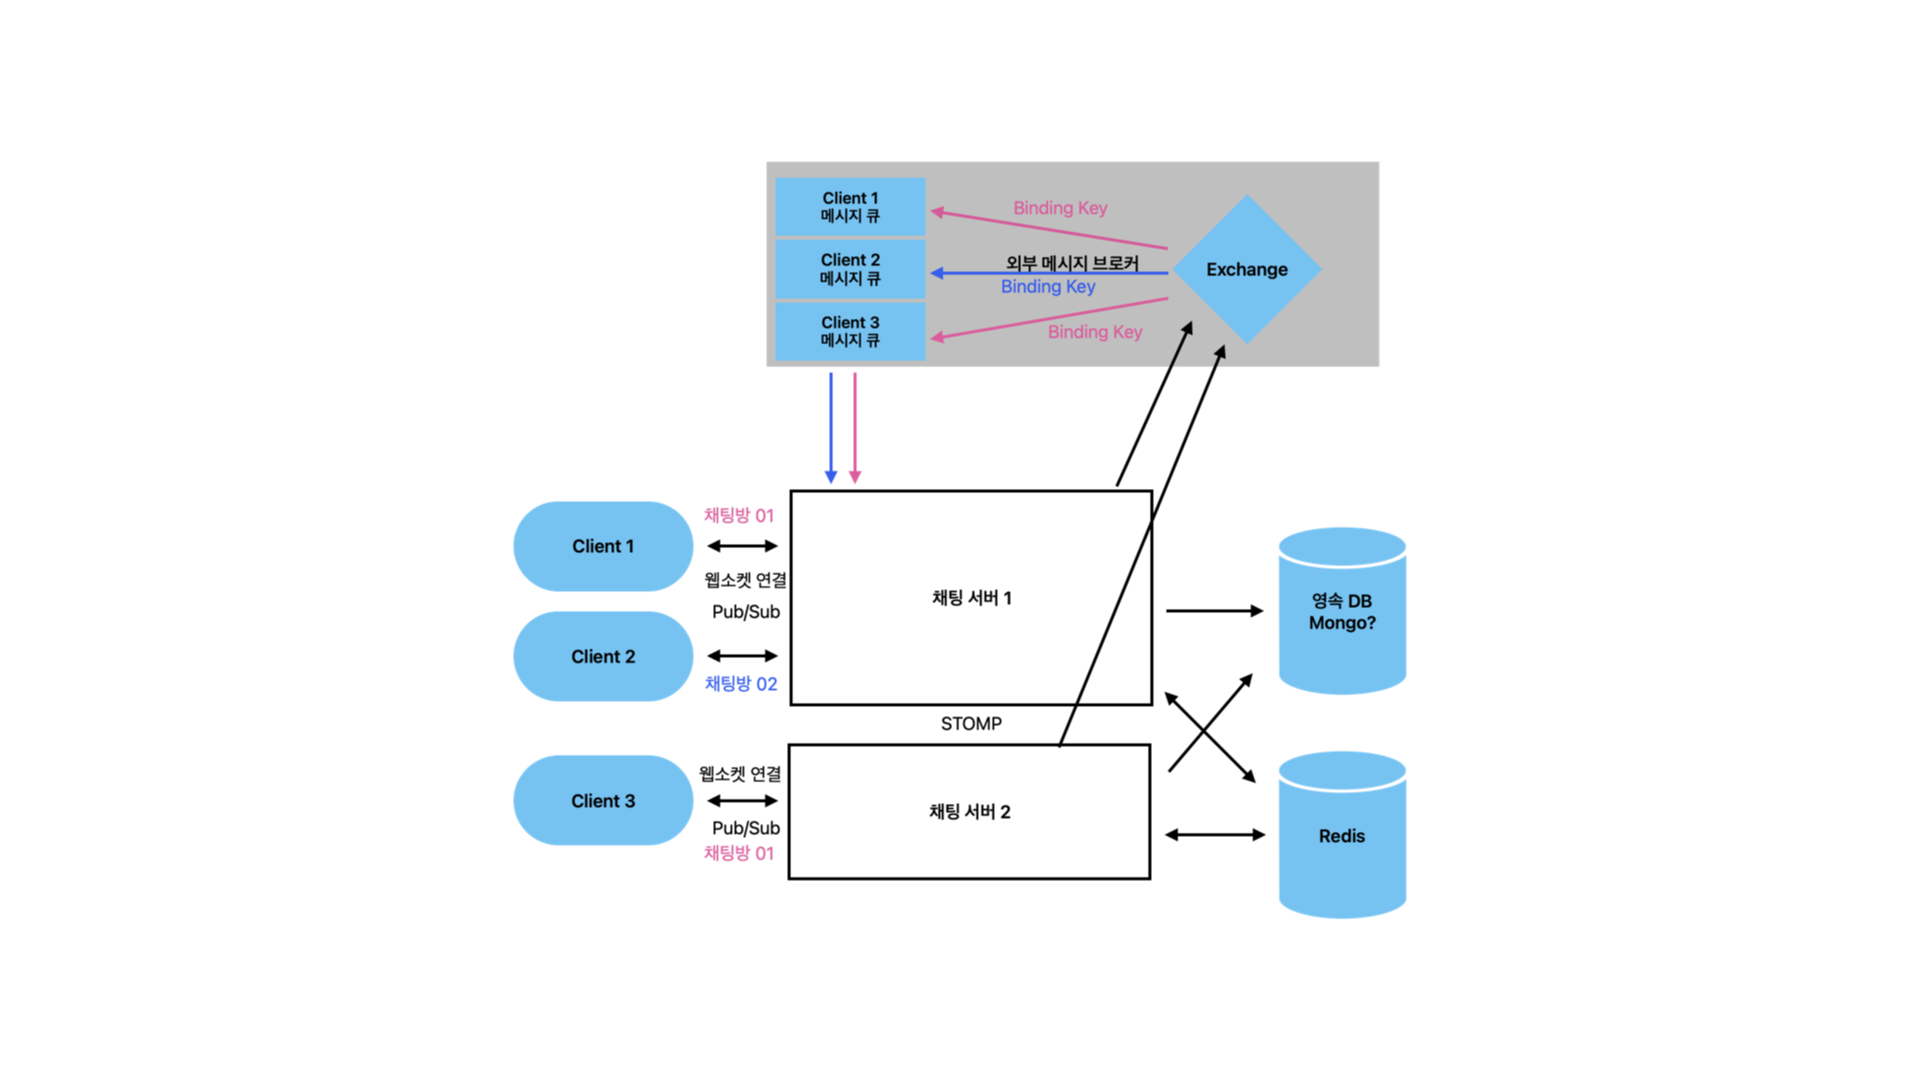 Client 1
메시지 큐
Client 2
메시지 큐
Client 3
메시지 큐
Binding Key
외부 메시지 브로커
Binding Key
Binding Key
Exchange
Client 1
채팅방 01
웹소켓 연결
Pub/Sub
Client 2
채팅방 02
채팅 서버 1
STOMP
Client 3
웹소켓 연결
Pub/Sub
채팅방 01
채팅 서버 2
영속 DB
Mongo?
Redis